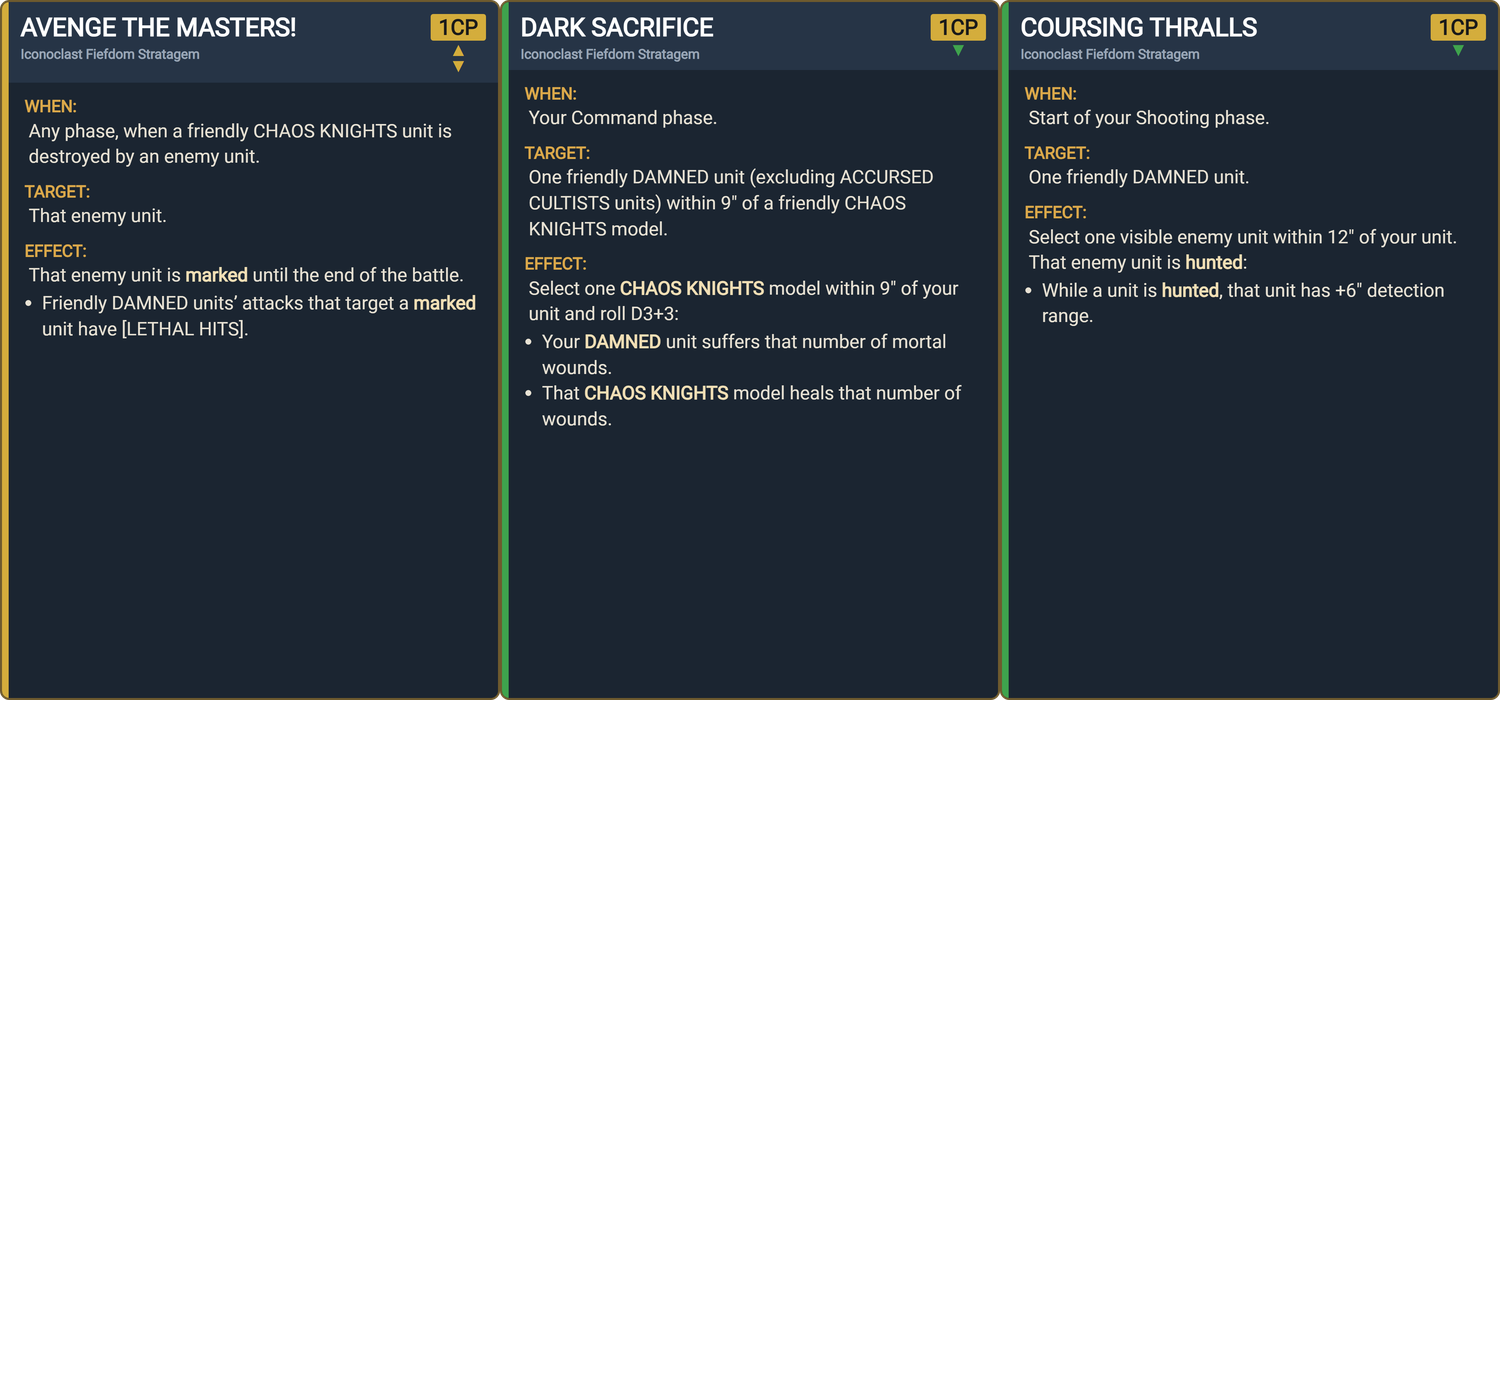 AVENGE THE MASTERS!
1CP
Iconoclast Fiefdom Stratagem
WHEN:
Any phase, when a friendly CHAOS KNIGHTS unit is
destroyed by an enemy unit.
TARGET:
That enemy unit.
EFFECT:
That enemy unit is marked until the end of the battle.
• Friendly DAMNED units’ attacks that target a marked
unit have [LETHAL HITS].
DARK SACRIFICE
1CP
Iconoclast Fiefdom Stratagem
WHEN:
Your Command phase.
TARGET:
One friendly DAMNED unit (excluding ACCURSED
CULTISTS units) within 9" of a friendly CHAOS
KNIGHTS model.
EFFECT:
Select one CHAOS KNIGHTS model within 9" of your
unit and roll D3+3:
• Your DAMNED unit suffers that number of mortal
wounds.
• That CHAOS KNIGHTS model heals that number of
wounds.
COURSING THRALLS
1CP
Iconoclast Fiefdom Stratagem
WHEN:
Start of your Shooting phase.
TARGET:
One friendly DAMNED unit.
EFFECT:
Select one visible enemy unit within 12" of your unit.
That enemy unit is hunted:
• While a unit is hunted, that unit has +6" detection
range.